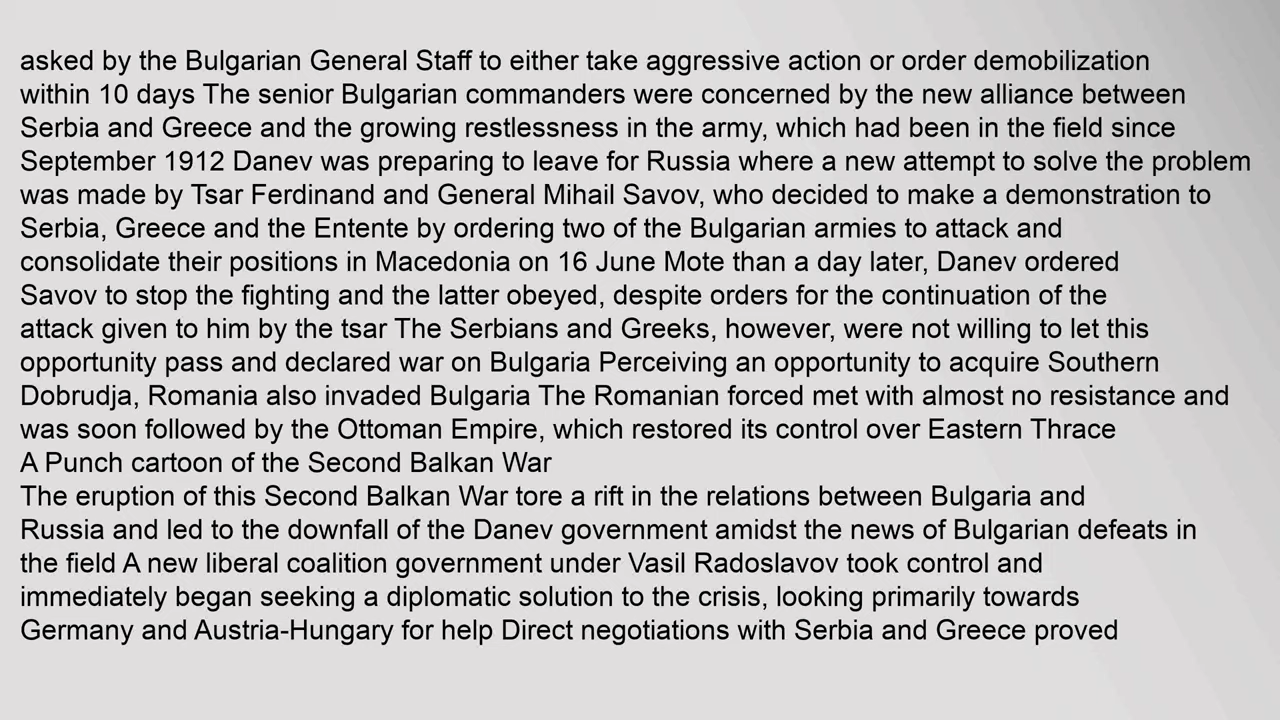 asked by the Bulgarian General Staff to either take aggressive action or order demobilization
within 10 days The senior Bulgarian commanders were concerned by the new alliance between
Serbia and Greece and the growing restlessness in the army, which had been in the field since
September 1912 Danev was preparing to leave for Russia where a new attempt to solve the problem
was made by Tsar Ferdinand and General Mihail Savov, who decided to make a demonstration to
Serbia, Greece and the Entente by ordering two of the Bulgarian armies to attack and
consolidate their positions in Macedonia on 16 June Mote than a day later, Danev ordered
Savov to stop the fighting and the latter obeyed, despite orders for the continuation of the
attack given to him by the tsar The Serbians and Greeks, however, were not willing to let this
opportunity pass and declared war on Bulgaria Perceiving an opportunity to acquire Southern
Dobrudja, Romania also invaded Bulgaria The Romanian forced met with almost no resistance and
was soon followed by the Ottoman Empire, which restored its control over Eastern Thrace
A Punch cartoon of the Second Balkan War
The eruption of this Second Balkan War tore a rift in the relations between Bulgaria and
Russia and led to the downfall of the Danev government amidst the news of Bulgarian defeats in
the field A new liberal coalition government under Vasil Radoslavov took control and
immediately began seeking a diplomatic solution to the crisis, looking primarily towards
Germany and Austria-Hungary for help Direct negotiations with Serbia and Greece proved